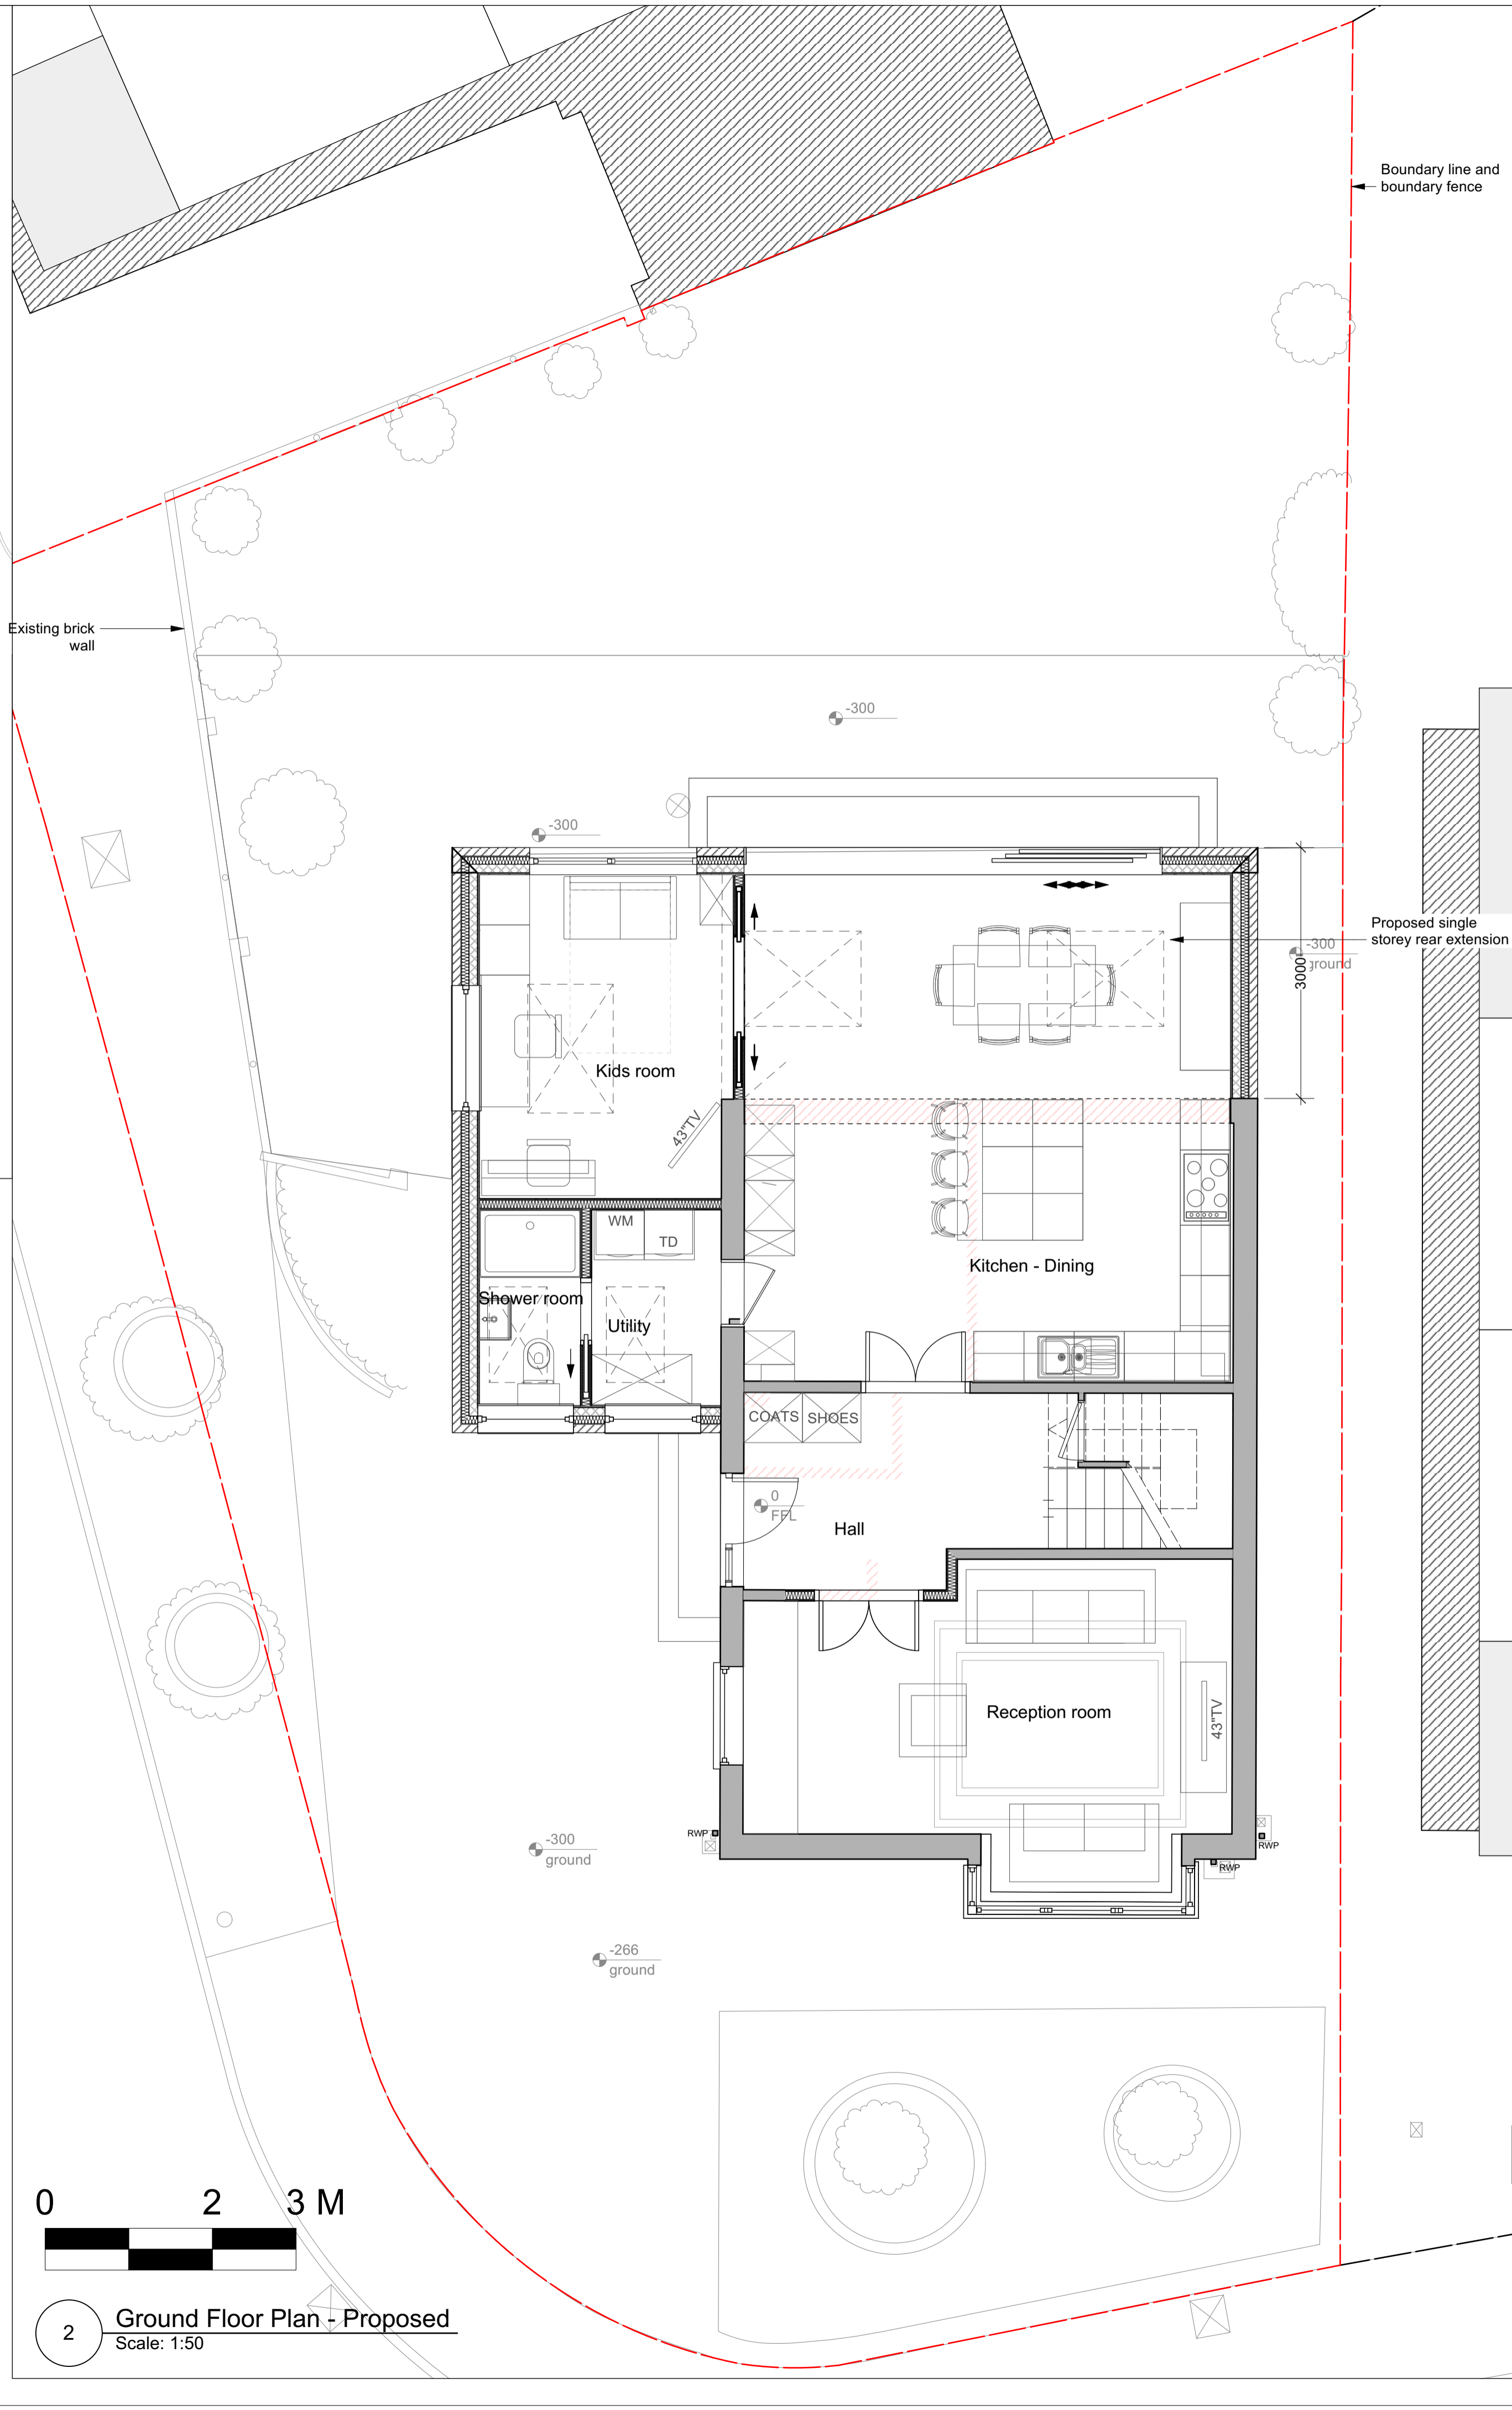 Boundary line and
boundary fence
Existing brick
wall
-300
-300
Proposed single
storey rear extension
-300
ground
3000
Kids room
43"TV
WM
TD
Shower room
Utility
Kitchen - Dining
COATS
SHOES
0
FFL
Hall
Reception room
43"TV
RWP
-300
ground
RWP
RWP
-266
ground
0 2 3 M
2
Ground Floor Plan - Proposed
Scale: 1:50